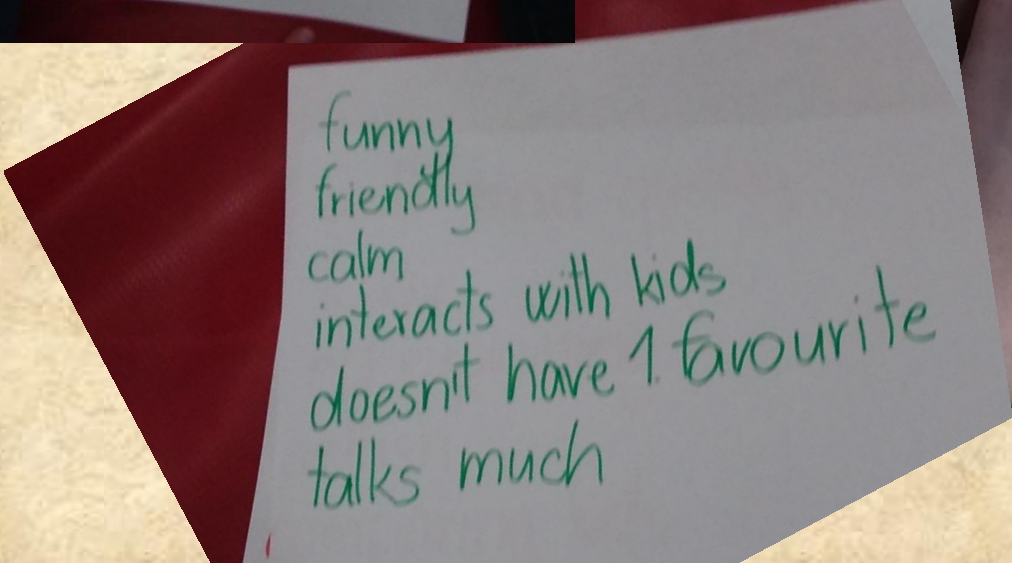 funny
friendly
calm
interacts with kids
doesn't have 1 favourite
talks much